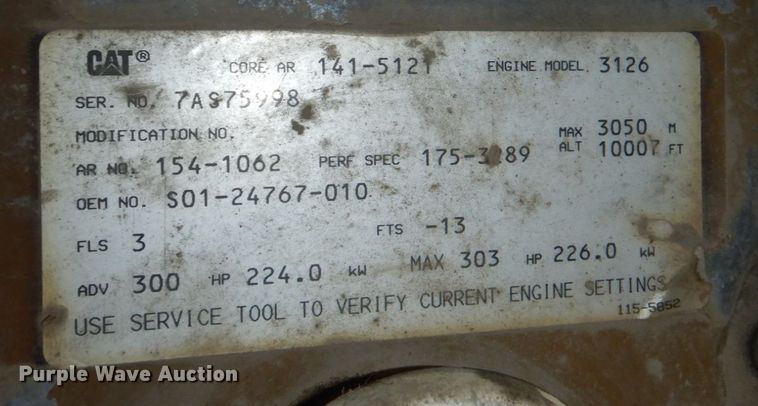 CAT® CORE AR 141-5121 ENGINE MODEL 3126
SER. NO. 7AS75998
MODIFICATION NO.
MAX 3050 M
ALT 10007 FT
AR NO. 154-1062 PERF SPEC
OEM NO. S01-24767-010
FLS 3 FTS -13
ADV 300 HP 224.0 kW MAX 303 HP 226.0 kW
USE SERVICE TOOL TO VERIFY CURRENT ENGINE SETTINGS
115-5852
Purple Wave Auction